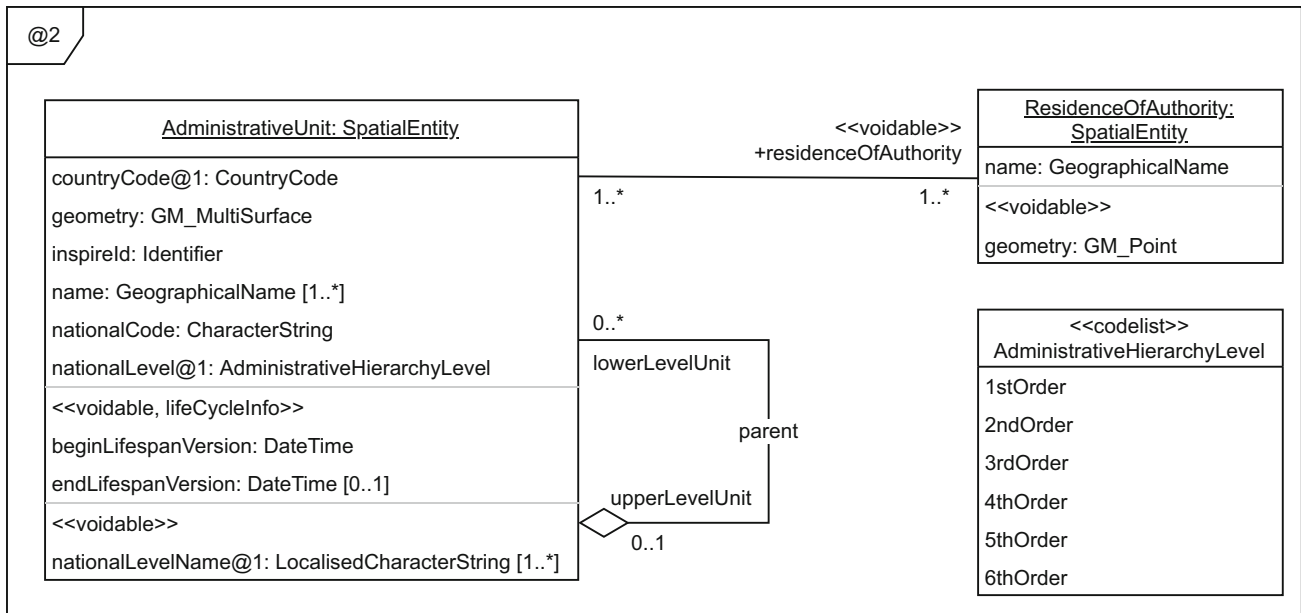 @2
AdministrativeUnit: SpatialEntity
countryCode@1: CountryCode
geometry: GM_MultiSurface
inspireId: Identifier
name: GeographicalName [1..*]
nationalCode: CharacterString
nationalLevel@1: AdministrativeHierarchyLevel
<<voidable, lifeCycleInfo>>
beginLifespanVersion: DateTime
endLifespanVersion: DateTime [0..1]
<<voidable>>
nationalLevelName@1: LocalisedCharacterString [1..*]
<<voidable>>
+residenceOfAuthority
1..*
1..*
0..*
lowerLevelUnit
parent
upperLevelUnit
0..1
ResidenceOfAuthority:
SpatialEntity
name: GeographicalName
<<voidable>>
geometry: GM_Point
<<codelist>>
AdministrativeHierarchyLevel
1stOrder
2ndOrder
3rdOrder
4thOrder
5thOrder
6thOrder